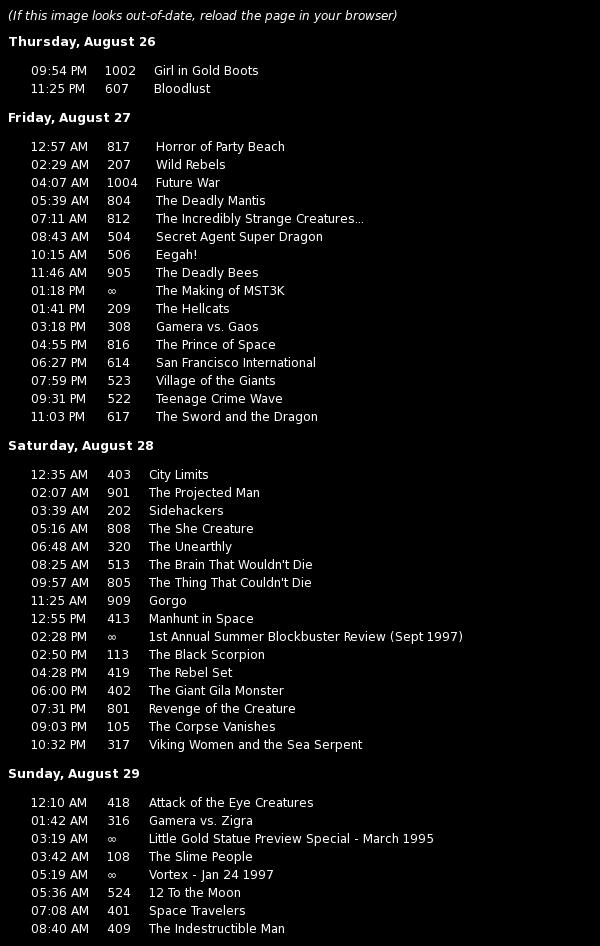 (If this image looks out-of-date, reload the page in your browser)
Thursday, August 26
09:54 PM 1002 Girl in Gold Boots
11:25 PM 607 Bloodlust
Friday, August 27
12:57 AM 817 Horror of Party Beach
02:29 AM 207 Wild Rebels
04:07 AM 1004 Future War
05:39 AM 804 The Deadly Mantis
07:11 AM 812 The Incredibly Strange Creatures...
08:43 AM 504 Secret Agent Super Dragon
10:15 AM 506 Eegah!
11:46 AM 905 The Deadly Bees
01:18 PM ∞ The Making of MST3K
01:41 PM 209 The Hellcats
03:18 PM 308 Gamera vs. Gaos
04:55 PM 816 The Prince of Space
06:27 PM 614 San Francisco International
07:59 PM 523 Village of the Giants
09:31 PM 522 Teenage Crime Wave
11:03 PM 617 The Sword and the Dragon
Saturday, August 28
12:35 AM 403 City Limits
02:07 AM 901 The Projected Man
03:39 AM 202 Sidehackers
05:16 AM 808 The She Creature
06:48 AM 320 The Unearthly
08:25 AM 513 The Brain That Wouldn't Die
09:57 AM 805 The Thing That Couldn't Die
11:25 AM 909 Gorgo
12:55 PM 413 Manhunt in Space
02:28 PM ∞ 1st Annual Summer Blockbuster Review (Sept 1997)
02:50 PM 113 The Black Scorpion
04:28 PM 419 The Rebel Set
06:00 PM 402 The Giant Gila Monster
07:31 PM 801 Revenge of the Creature
09:03 PM 105 The Corpse Vanishes
10:32 PM 317 Viking Women and the Sea Serpent
Sunday, August 29
12:10 AM 418 Attack of the Eye Creatures
01:42 AM 316 Gamera vs. Zigra
03:19 AM ∞ Little Gold Statue Preview Special - March 1995
03:42 AM 108 The Slime People
05:19 AM ∞ Vortex - Jan 24 1997
05:36 AM 524 12 To the Moon
07:08 AM 401 Space Travelers
08:40 AM 409 The Indestructible Man